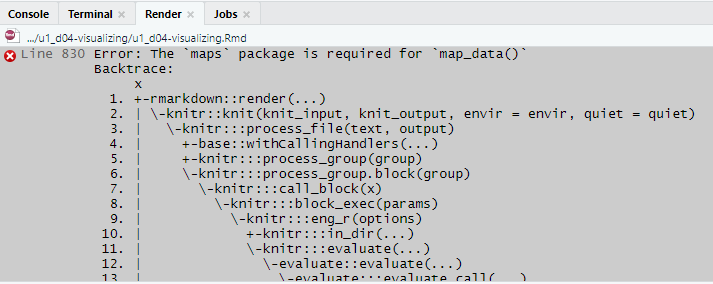 Console Terminal Render Jobs
.../u1_d04-visualizing/u1_d04-visualizing.Rmd
Line 830 Error: The `maps` package is required for `map_data()`
Backtrace:
x
1. +-rmarkdown::render(...)
2. | \-knitr::knit(knit_input, knit_output, envir = envir, quiet = quiet)
3. | \-knitr:::process_file(text, output)
4. | +-base::withCallingHandlers(...)
5. | +-knitr:::process_group(group)
6. | \-knitr:::process_group.block(group)
7. | \-knitr:::call_block(x)
8. | \-knitr:::block_exec(params)
9. | \-knitr:::eng_r(options)
10. | +-knitr:::in_dir(...)
11. | \-knitr:::evaluate(...)
12. | \-evaluate::evaluate(...)
13. | \-evaluate:::evaluate_call(...)